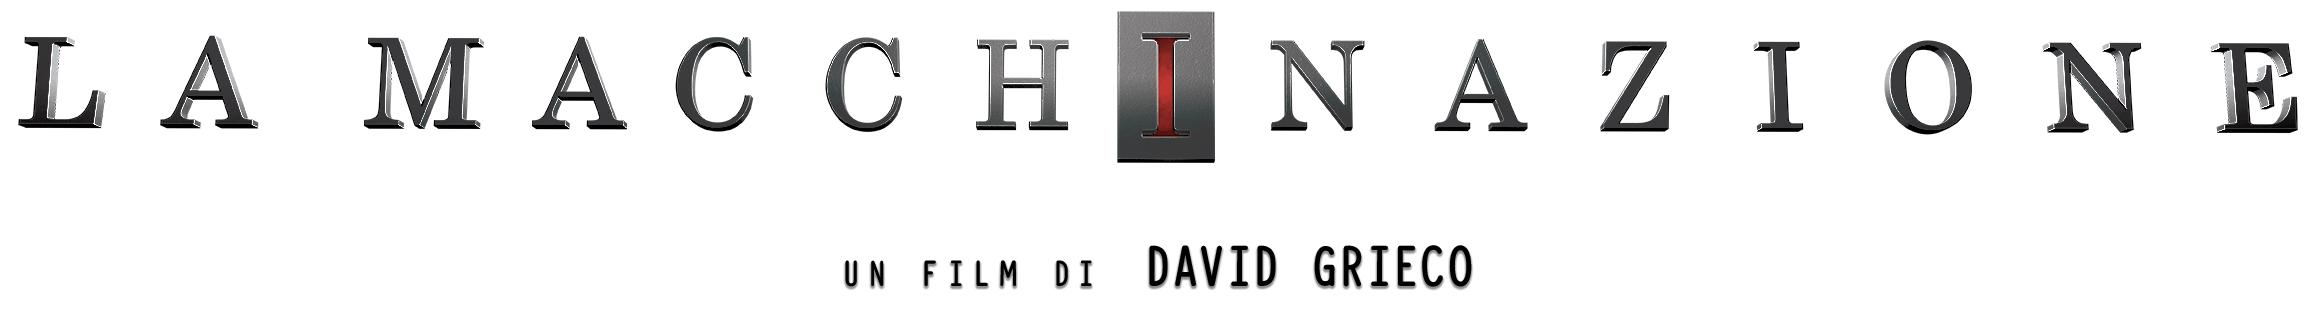 LA MACCHINAZIONE
UN FILM DI DAVID GRIECO